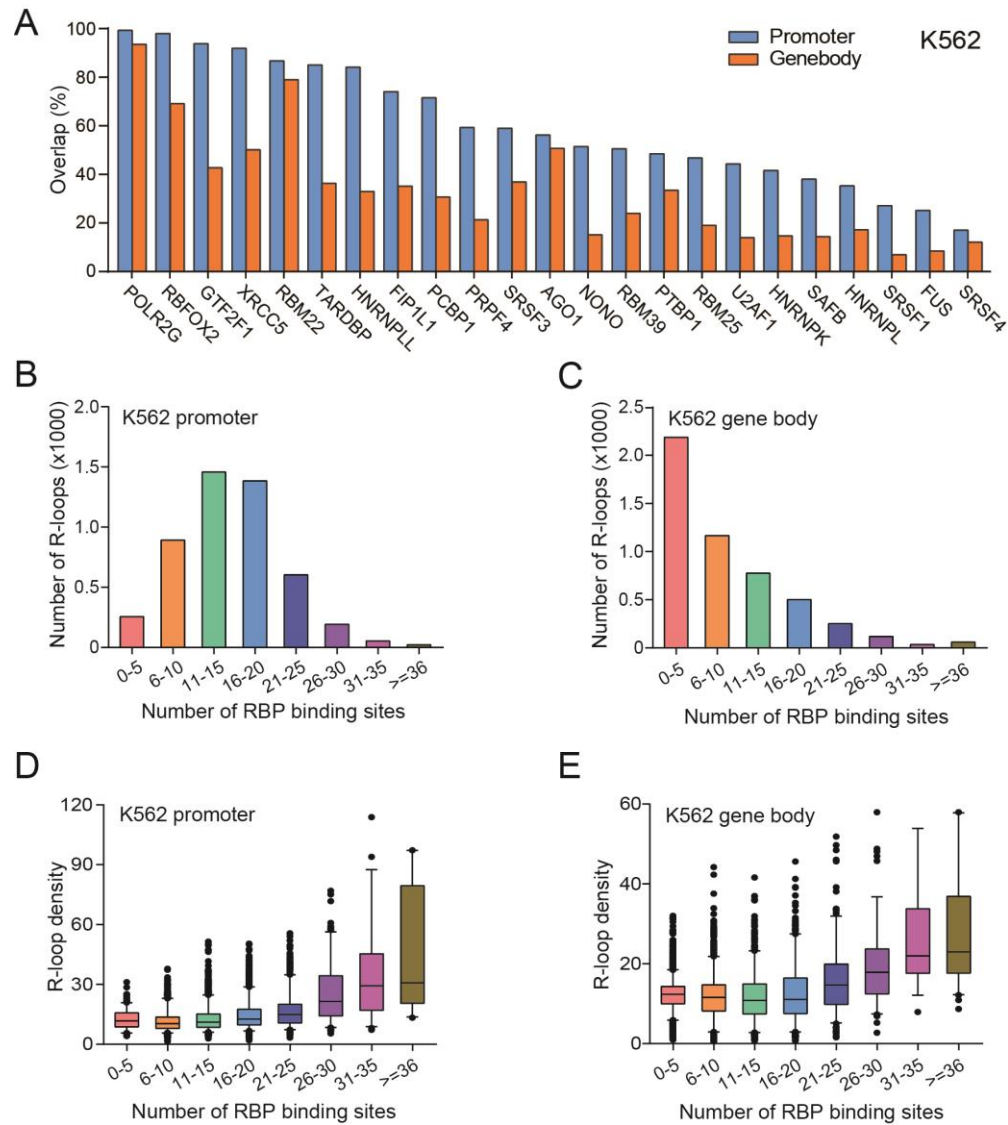 A
K562
Promoter
Genebody
Overlap (%)
100
80
60
40
20
0
POLR2G
RBFOX2
GTF2F1
XRCC5
RBM22
TARDBP
HNRNPLL
FIP1L1
PCBP1
PRPF4
SRSF3
AGO1
NONO
RBM39
PTBP1
RBM25
U2AF1
HNRNPK
SAFB
HNRNPL
SRSF1
FUS
SRSF4
B
K562 promoter
Number of R-loops (x1000)
2.0
1.5
1.0
0.5
0
0-5
6-10
11-15
16-20
21-25
26-30
31-35
>=36
Number of RBP binding sites
C
K562 gene body
Number of R-loops (x1000)
2.5
2.0
1.5
1.0
0.5
0
0-5
6-10
11-15
16-20
21-25
26-30
31-35
>=36
Number of RBP binding sites
D
K562 promoter
R-loop density
120
90
60
30
0
0-5
6-10
11-15
16-20
21-25
26-30
31-35
>=36
Number of RBP binding sites
E
K562 gene body
R-loop density
60
40
20
0
0-5
6-10
11-15
16-20
21-25
26-30
31-35
>=36
Number of RBP binding sites